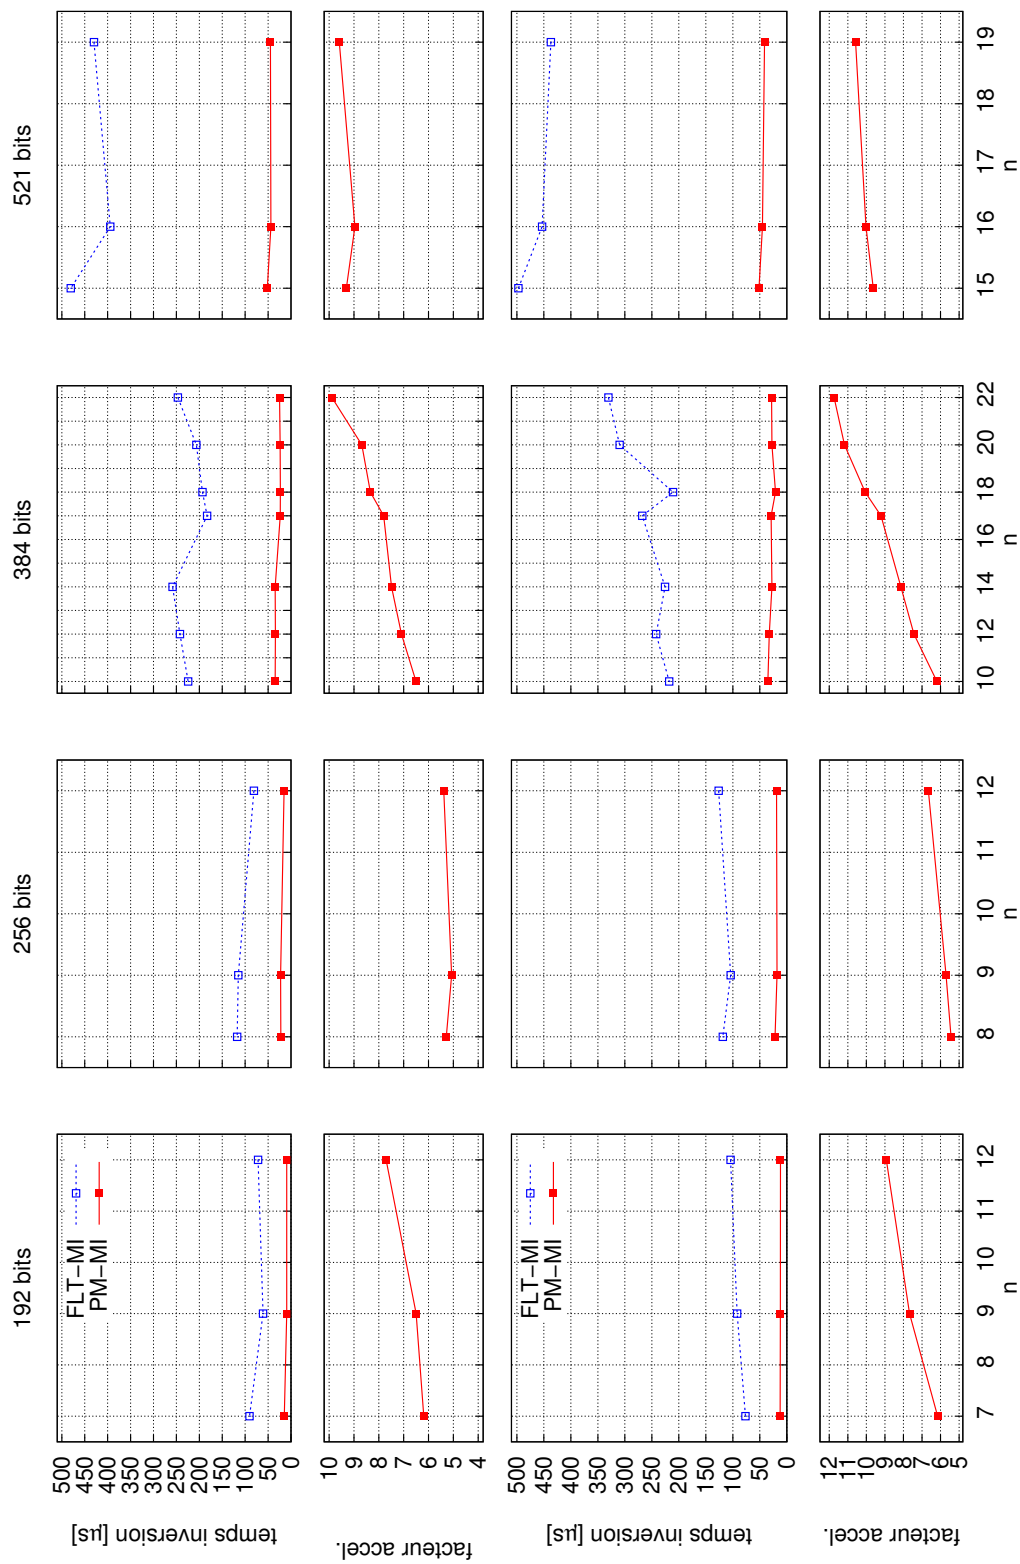 192 bits
256 bits
384 bits
521 bits
temps inversion [µs]
500
450
400
350
300
250
200
150
100
50
0
FLT−MI
PM−MI
facteur accel.
10
9
8
7
6
5
4
temps inversion [µs]
500
450
400
350
300
250
200
150
100
50
0
FLT−MI
PM−MI
facteur accel.
12
11
10
9
8
7
6
5
7 8 9 10 11 12
8 9 10 11 12
10 12 14 16 18 20 22
15 16 17 18 19
n
n
n
n